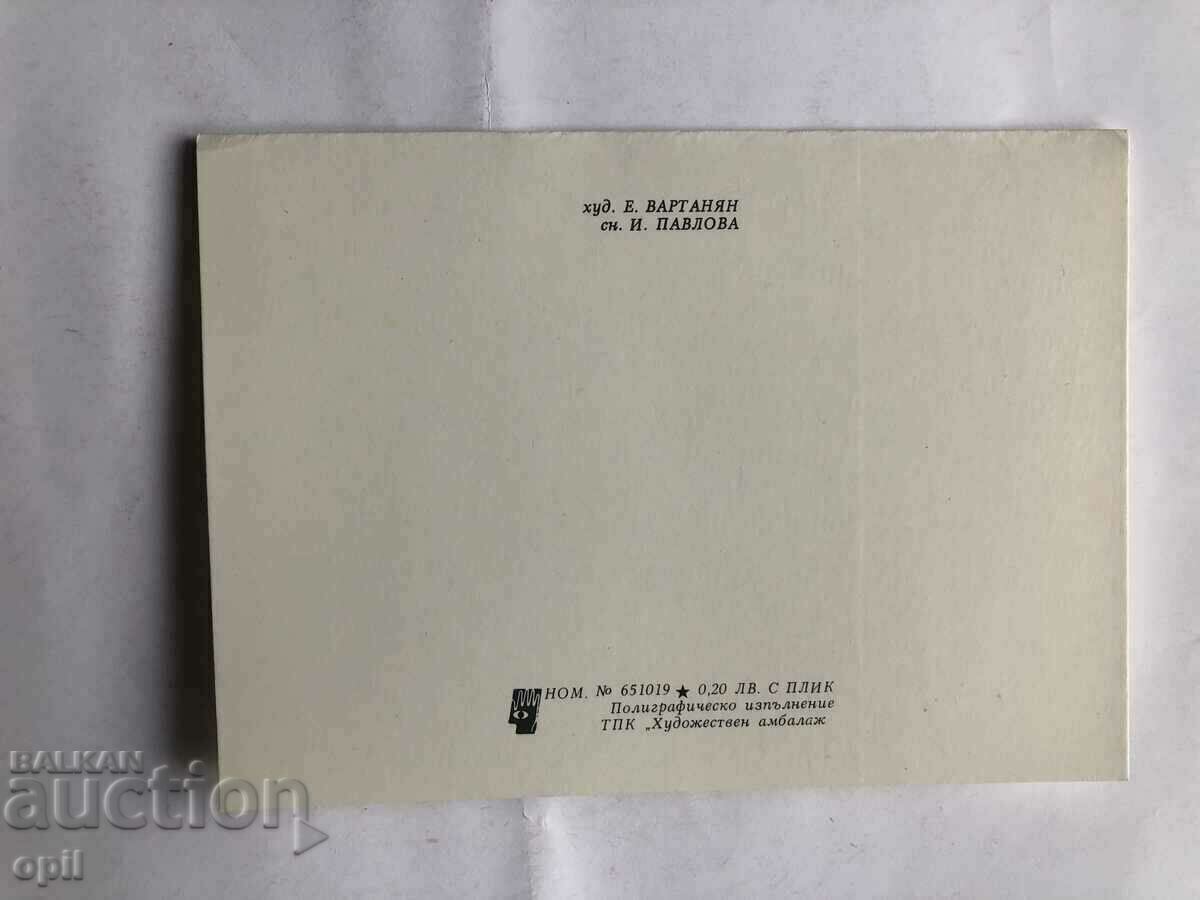 худ. Е. ВАРТАНЯН
сн. И. ПАВЛОВА
НОМ. № 651019 ★ 0,20 ЛВ. С ПЛИК
Полиграфическо изпълнение
ТПК „Художествен амбалаж
BALKAN
auction
opil